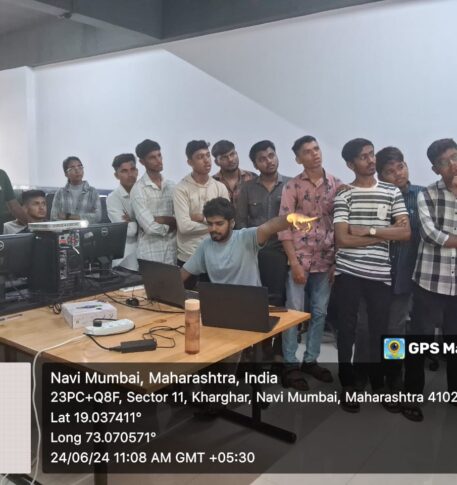 GPS Ma
Navi Mumbai, Maharashtra, India
23PC+Q8F, Sector 11, Kharghar, Navi Mumbai, Maharashtra 4102
Lat 19.037411°
Long 73.070571°
24/06/24 11:08 AM GMT +05:30